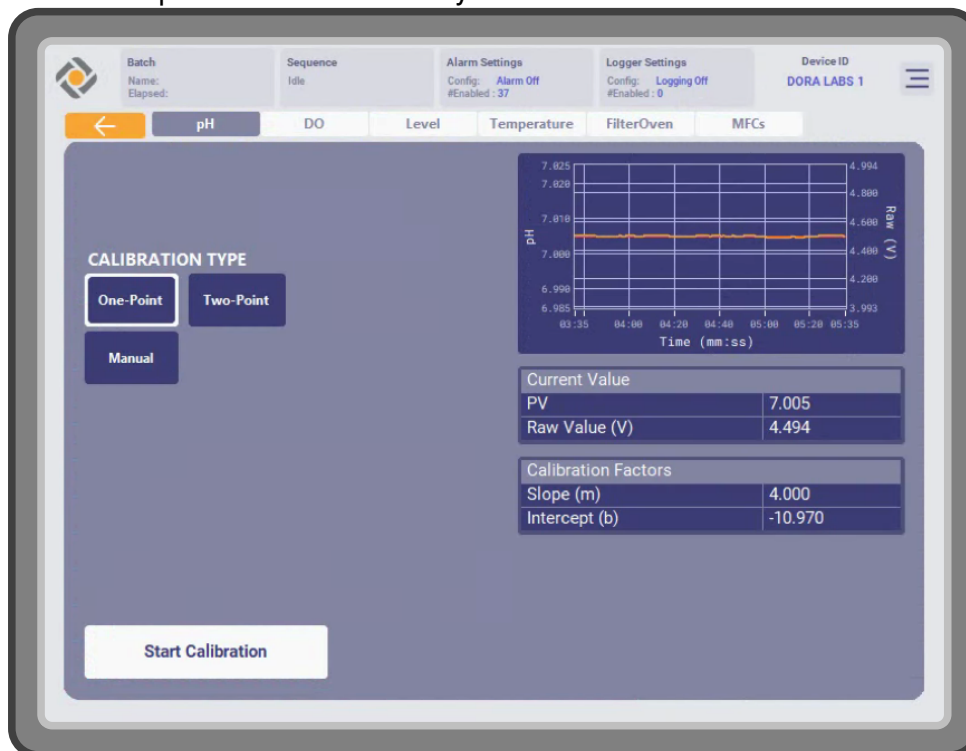 Batch
Name:
Elapsed:
Sequence
Idle
Alarm Settings
Config: Alarm Off
#Enabled : 37
Logger Settings
Config: Logging Off
#Enabled : 0
Device ID
DORA LABS 1
pH DO Level Temperature FilterOven MFCs
7.025
7.020
7.010
7.000
6.990
6.985
pH
4.994
4.800
4.600
4.400
4.200
3.993
Raw (V)
03:35 04:00 04:20 04:40 05:00 05:20 05:35
Time (mm:ss)
CALIBRATION TYPE
One-Point Two-Point
Manual
Current Value
PV 7.005
Raw Value (V) 4.494
Calibration Factors
Slope (m) 4.000
Intercept (b) -10.970
Start Calibration